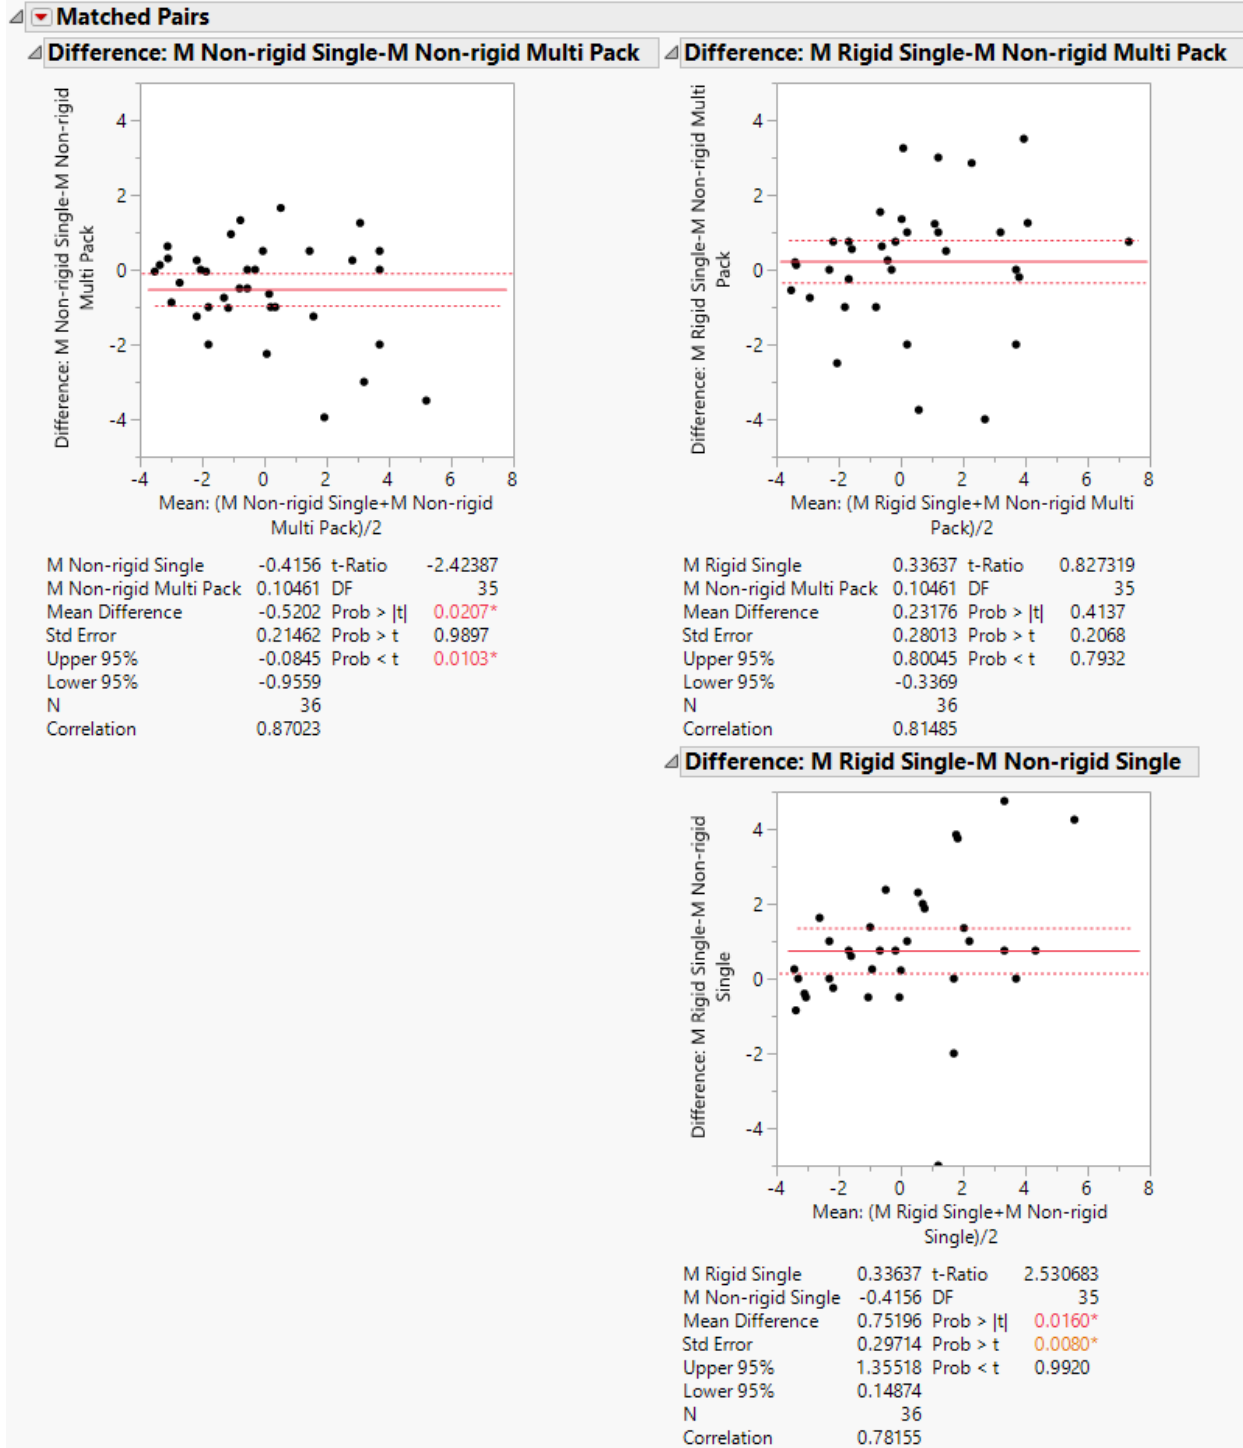 Matched Pairs
Difference: M Non-rigid Single-M Non-rigid Multi Pack
Difference: M Non-rigid Single-M Non-rigid
Multi Pack
4
2
0
-2
-4
-4 -2 0 2 4 6 8
Mean: (M Non-rigid Single+M Non-rigid
Multi Pack)/2
M Non-rigid Single -0.4156 t-Ratio -2.42387
M Non-rigid Multi Pack 0.10461 DF 35
Mean Difference -0.5202 Prob > |t| 0.0207*
Std Error 0.21462 Prob > t 0.9897
Upper 95% -0.0845 Prob < t 0.0103*
Lower 95% -0.9559
N 36
Correlation 0.87023
Difference: M Rigid Single-M Non-rigid Multi Pack
Difference: M Rigid Single-M Non-rigid Multi
Pack
4
2
0
-2
-4
-4 -2 0 2 4 6 8
Mean: (M Rigid Single+M Non-rigid Multi
Pack)/2
M Rigid Single 0.33637 t-Ratio 0.827319
M Non-rigid Multi Pack 0.10461 DF 35
Mean Difference 0.23176 Prob > |t| 0.4137
Std Error 0.28013 Prob > t 0.2068
Upper 95% 0.80045 Prob < t 0.7932
Lower 95% -0.3369
N 36
Correlation 0.81485
Difference: M Rigid Single-M Non-rigid Single
Difference: M Rigid Single-M Non-rigid
Single
4
2
0
-2
-4
-4 -2 0 2 4 6 8
Mean: (M Rigid Single+M Non-rigid
Single)/2
M Rigid Single 0.33637 t-Ratio 2.530683
M Non-rigid Single -0.4156 DF 35
Mean Difference 0.75196 Prob > |t| 0.0160*
Std Error 0.29714 Prob > t 0.0080*
Upper 95% 1.35518 Prob < t 0.9920
Lower 95% 0.14874
N 36
Correlation 0.78155